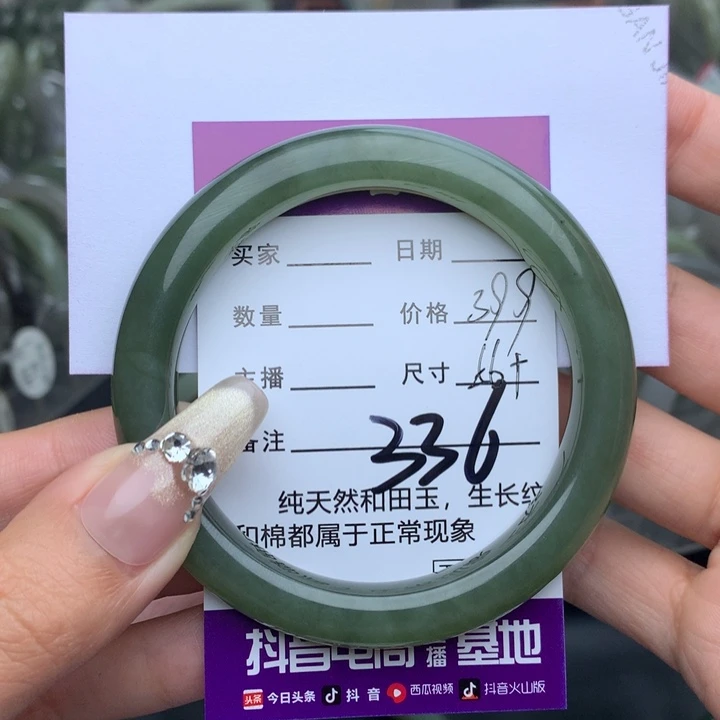 买家 日期
数量 价格 399
主播 尺寸
备注 336
纯天然和田玉，生长纹
和棉都属于正常现象
抖音电商 播 基地
头条 今日头条 抖音 西瓜视频 抖音火山版